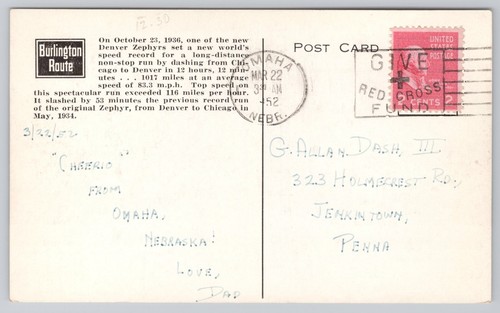 Burlington
Route
On October 23, 1936, one of the new
Denver Zephyrs set a new world's
speed record for a long-distance
non-stop run by dashing from Chi-
cago to Denver in 12 hours, 12 min-
utes . . . 1017 miles at an average
speed of 83.3 m.p.h. Top speed on
this spectacular run exceeded 116 miles per hour.
It slashed by 53 minutes the previous record run
of the original Zephyr, from Denver to Chicago in
May, 1934.
3/22/52
"CHEERIO"
FROM
OMAHA,
NEBRASKA!
LOVE,
DAD
POST CARD
OMAHA
MAR 22
AN
1952
NEBR.
GIVE
RED CROSS
FUND
UNITED
STATES
POSTAGE
2 CENTS 2
G. ALLAN DASH, III
323 HOLMECREST RD.,
JENKINTOWN,
PENNA